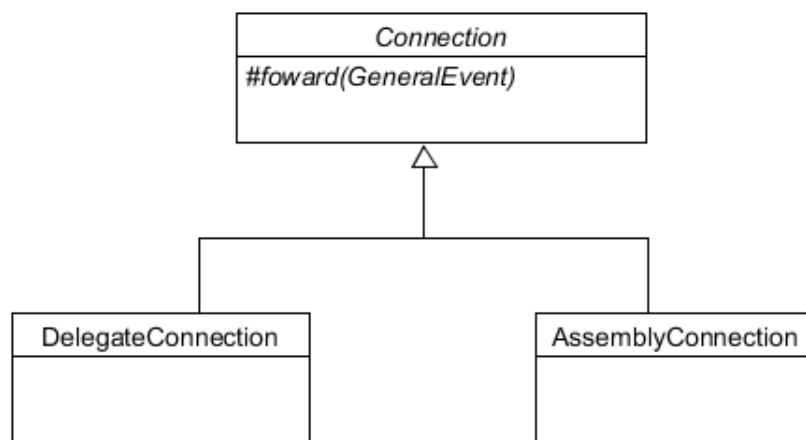 Connection
#foward(GeneralEvent)
DelegateConnection
AssemblyConnection